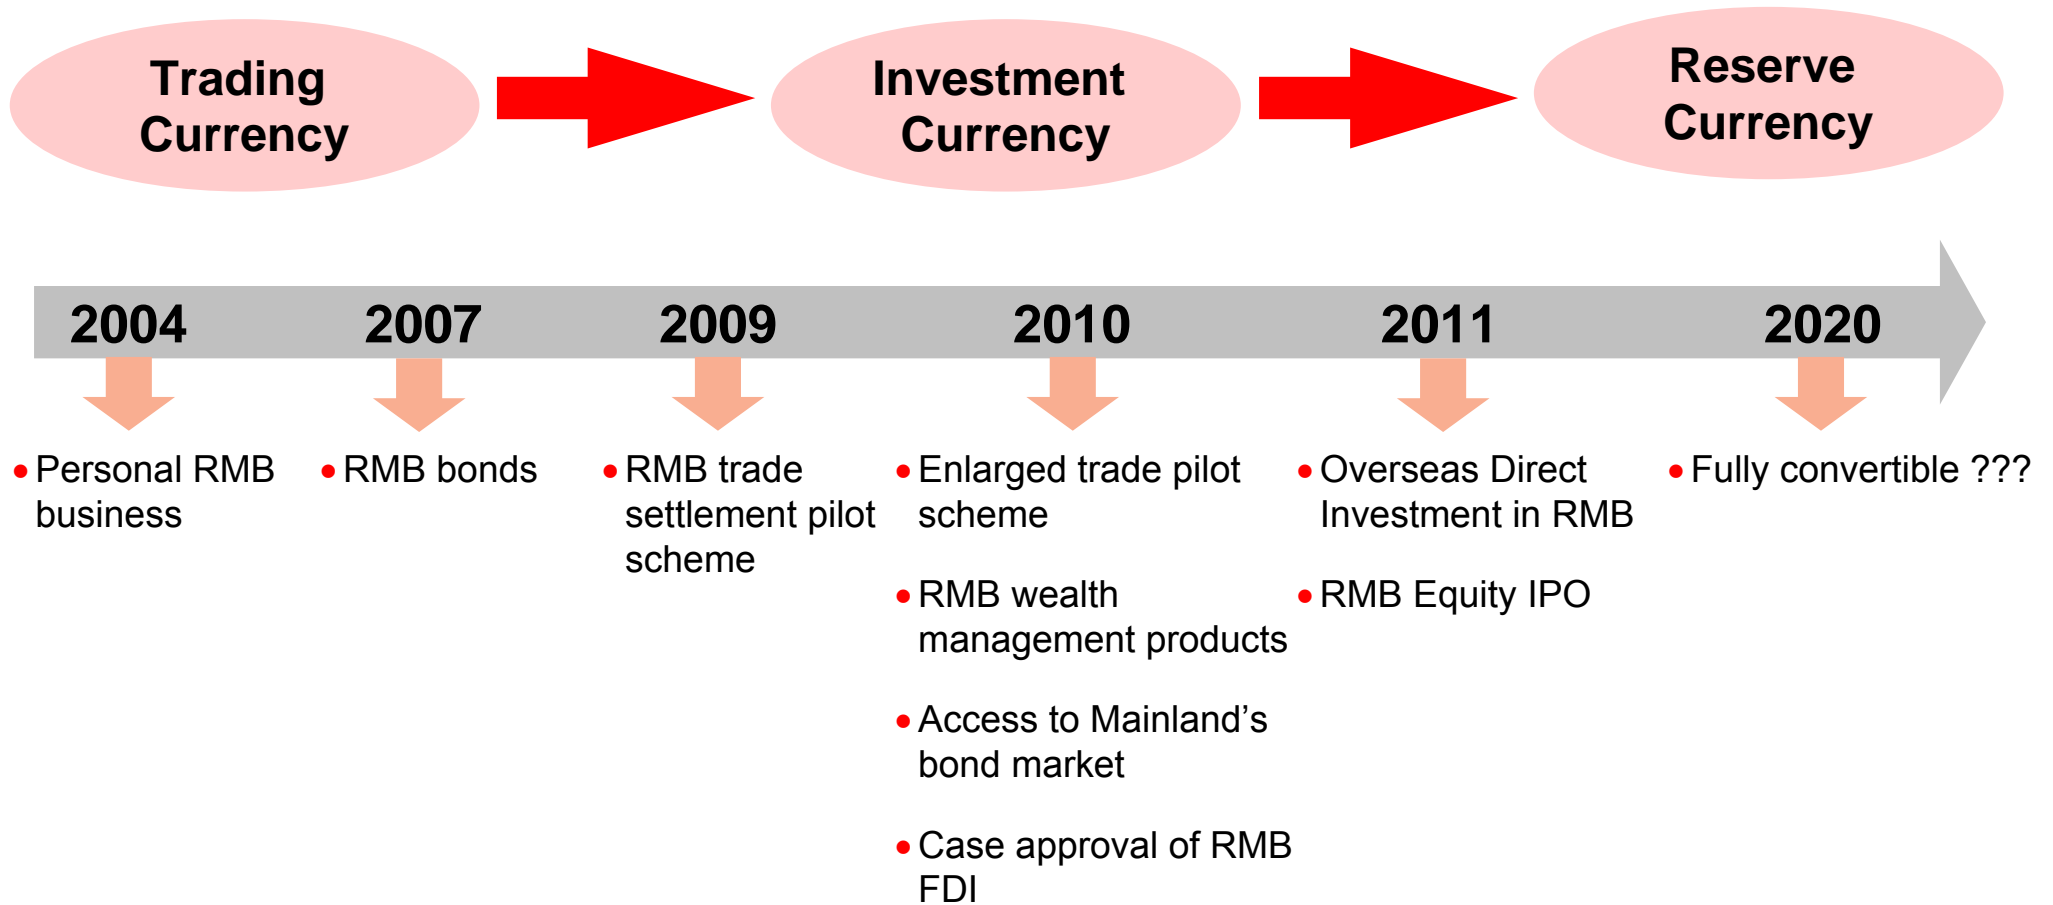 Trading
Currency
Investment
Currency
Reserve
Currency
2004
2007
2009
2010
2011
2020
• Personal RMB
business
• RMB bonds
• RMB trade
settlement pilot
scheme
• Enlarged trade pilot
scheme
• RMB wealth
management products
• Access to Mainland’s
bond market
• Case approval of RMB
FDI
• Overseas Direct
Investment in RMB
• RMB Equity IPO
• Fully convertible ???